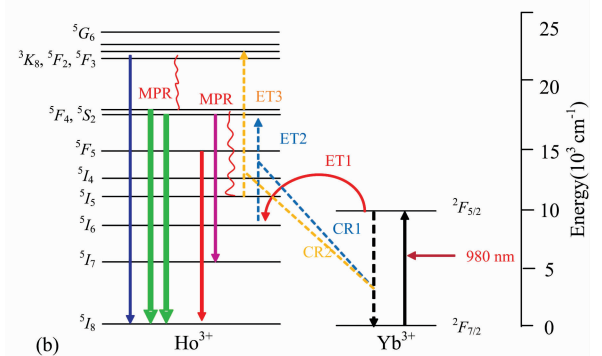 ⁵G₆
³K₈, ⁵F₂, ⁵F₃
MPR
MPR
ET3
⁵F₄, ⁵S₂
ET2
⁵F₅
ET1
⁵I₄
⁵I₅
²F₅/₂
⁵I₆
CR1
CR2
980 nm
⁵I₇
⁵I₈
²F₇/₂
(b)
Ho³⁺
Yb³⁺
25
20
15
10
5
0
Energy(10³ cm⁻¹)